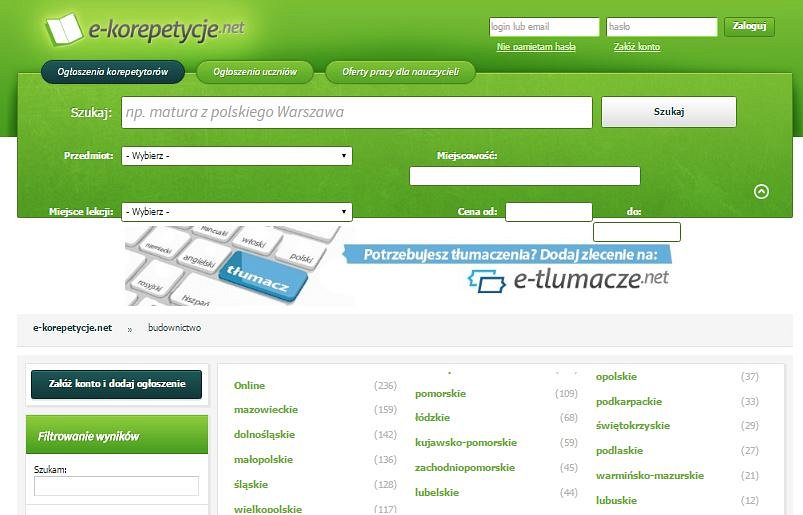 e-korepetycje.net
login lub email
hasło
Zaloguj
Nie pamiętam hasła
Załóż konto
Ogłoszenia korepetytorów
Ogłoszenia uczniów
Oferty pracy dla nauczycieli
Szukaj:
np. matura z polskiego Warszawa
Szukaj
Przedmiot:
- Wybierz -
Miejscowość:
Miejsce lekcji:
- Wybierz -
Cena od:
do:
rumuński
włoski
niemiecki
angielski
polski
tłumacz
rosyjski
hiszpań
Potrzebujesz tłumaczenia? Dodaj zlecenie na:
e-tlumacze.net
e-korepetycje.net » budownictwo
Załóż konto i dodaj ogłoszenie
Filtrowanie wyników
Szukam:
Online (236)
mazowieckie (159)
dolnośląskie (142)
małopolskie (136)
śląskie (128)
wielkopolskie (117)
pomorskie (109)
łódzkie (68)
kujawsko-pomorskie (59)
zachodniopomorskie (45)
lubelskie (44)
opolskie (37)
podkarpackie (33)
świętokrzyskie (29)
podlaskie (27)
warmińsko-mazurskie (21)
lubuskie (12)